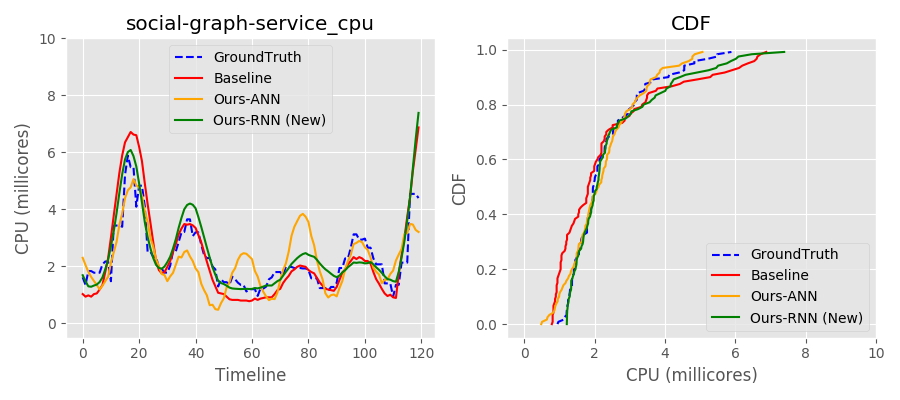 social-graph-service_cpu
10
8
6
4
2
0
CPU (millicores)
GroundTruth
Baseline
Ours-ANN
Ours-RNN (New)
0 20 40 60 80 100 120
Timeline
CDF
1.0
0.8
0.6
0.4
0.2
0.0
CDF
GroundTruth
Baseline
Ours-ANN
Ours-RNN (New)
0 2 4 6 8 10
CPU (millicores)